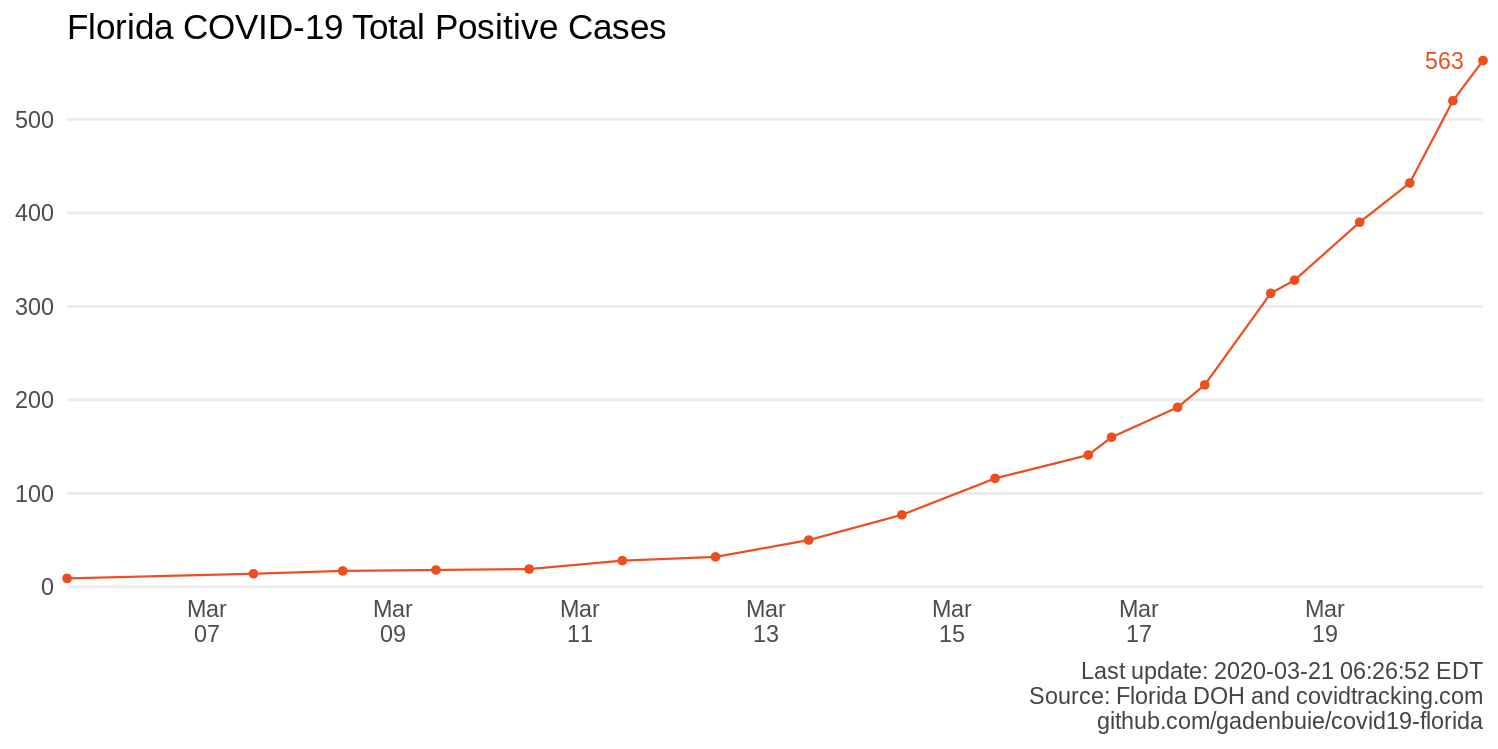 Florida COVID-19 Total Positive Cases
563
500
400
300
200
100
0
Mar Mar Mar Mar Mar Mar Mar
07 09 11 13 15 17 19
Last update: 2020-03-21 06:26:52 EDT
Source: Florida DOH and covidtracking.com
github.com/gadenbuie/covid19-florida